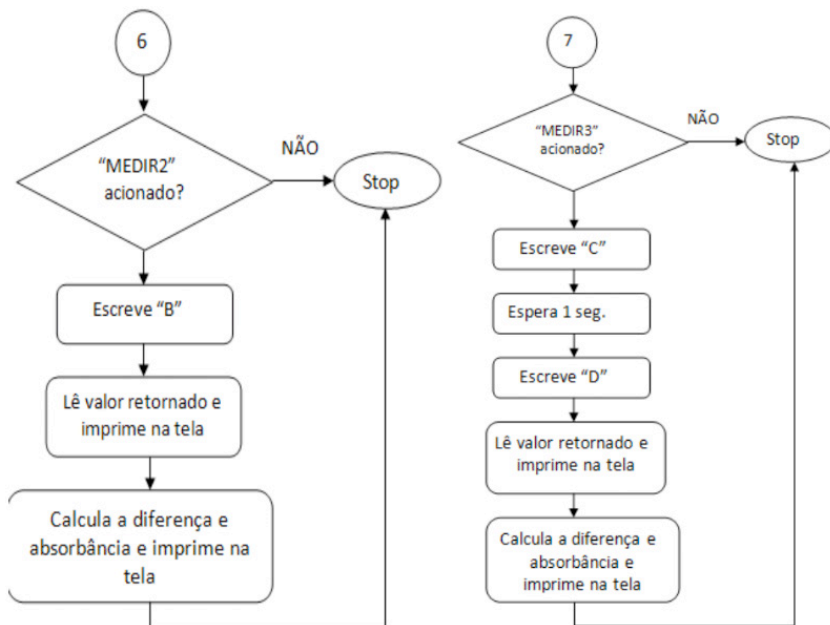 6
“MEDIR2”
acionado?
NÃO
Stop
Escreve “B”
Lê valor retornado e
imprime na tela
Calcula a diferença e
absorbância e imprime na
tela
7
“MEDIR3”
acionado?
NÃO
Stop
Escreve “C”
Espera 1 seg.
Escreve “D”
Lê valor retornado e
imprime na tela
Calcula a diferença e
absorbância e
imprime na tela